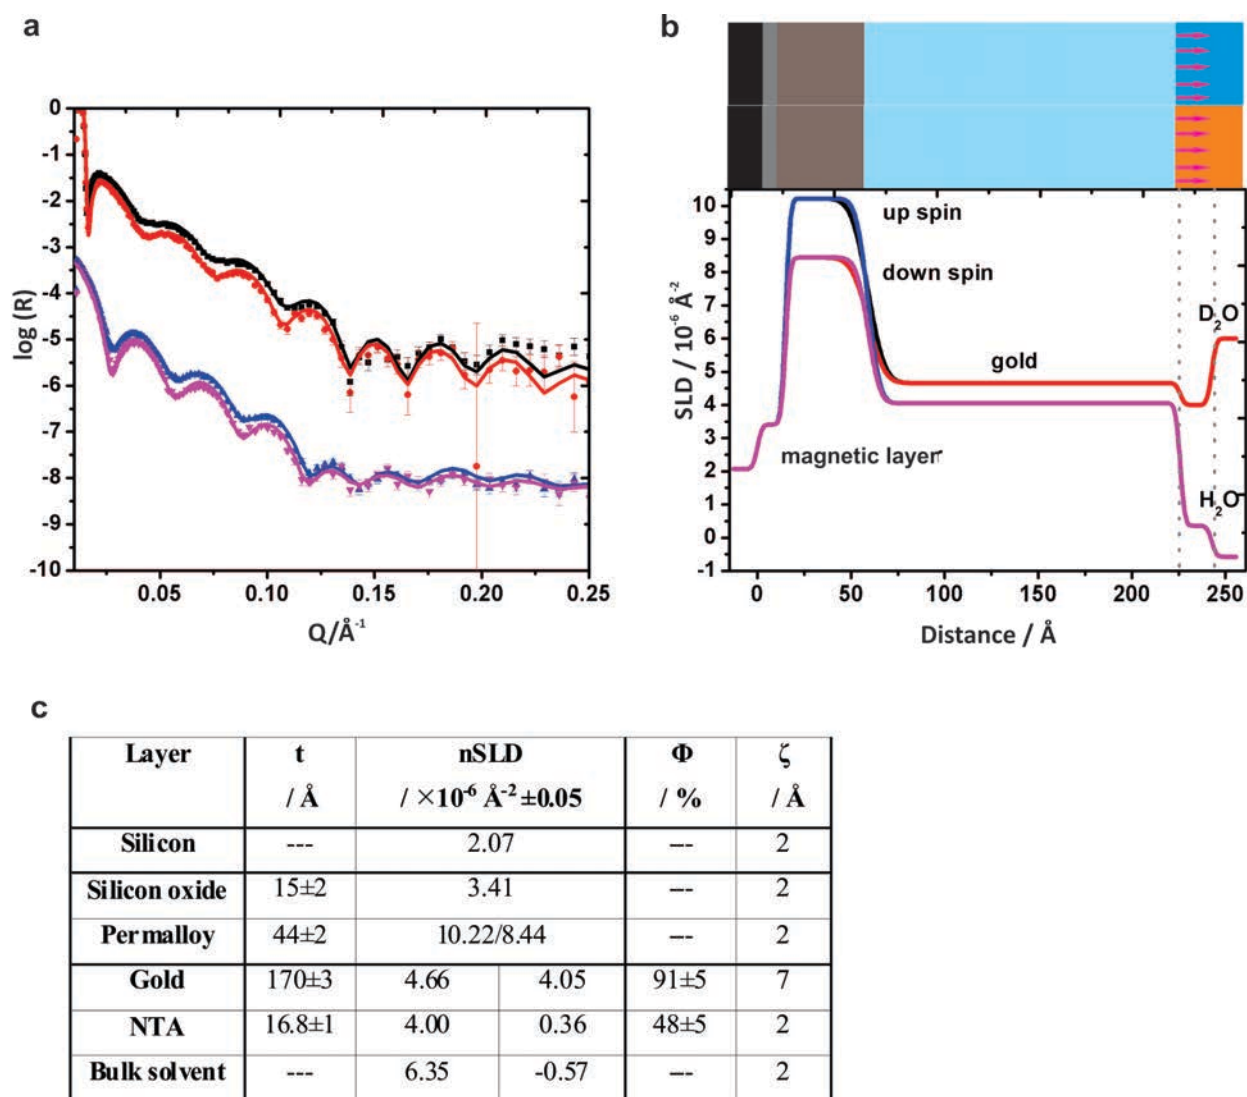 a
0
-1
-2
-3
-4
-5
-6
-7
-8
-9
-10
log (R)
0.05
0.10
0.15
0.20
0.25
Q/Å-1
b
10
9
8
7
6
5
4
3
2
1
0
-1
SLD / 10-6 Å-2
up spin
down spin
gold
magnetic layer
D2O
H2O
0
50
100
150
200
250
Distance / Å
c
Layer t nSLD Φ ζ
/ Å / ×10-6 Å-2 ±0.05 / % / Å
Silicon --- 2.07 --- 2
Silicon oxide 15±2 3.41 --- 2
Permalloy 44±2 10.22/8.44 --- 2
Gold 170±3 4.66 4.05 91±5 7
NTA 16.8±1 4.00 0.36 48±5 2
Bulk solvent --- 6.35 -0.57 --- 2